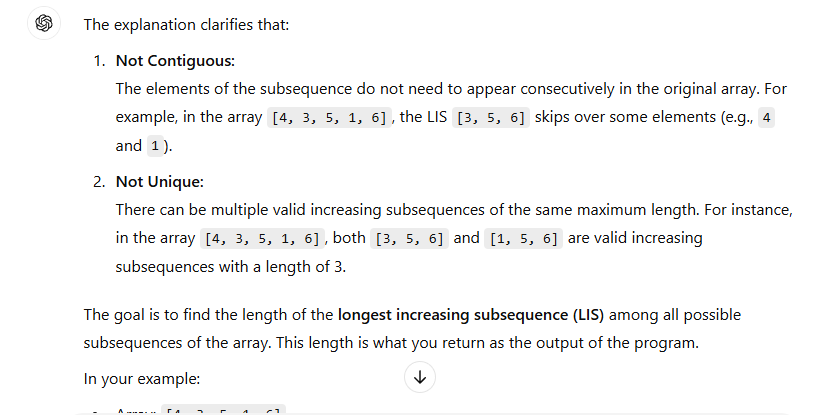 The explanation clarifies that:
1. Not Contiguous:
The elements of the subsequence do not need to appear consecutively in the original array. For
example, in the array [4, 3, 5, 1, 6], the LIS [3, 5, 6] skips over some elements (e.g., 4
and 1).
2. Not Unique:
There can be multiple valid increasing subsequences of the same maximum length. For instance,
in the array [4, 3, 5, 1, 6], both [3, 5, 6] and [1, 5, 6] are valid increasing
subsequences with a length of 3.
The goal is to find the length of the longest increasing subsequence (LIS) among all possible
subsequences of the array. This length is what you return as the output of the program.
In your example: